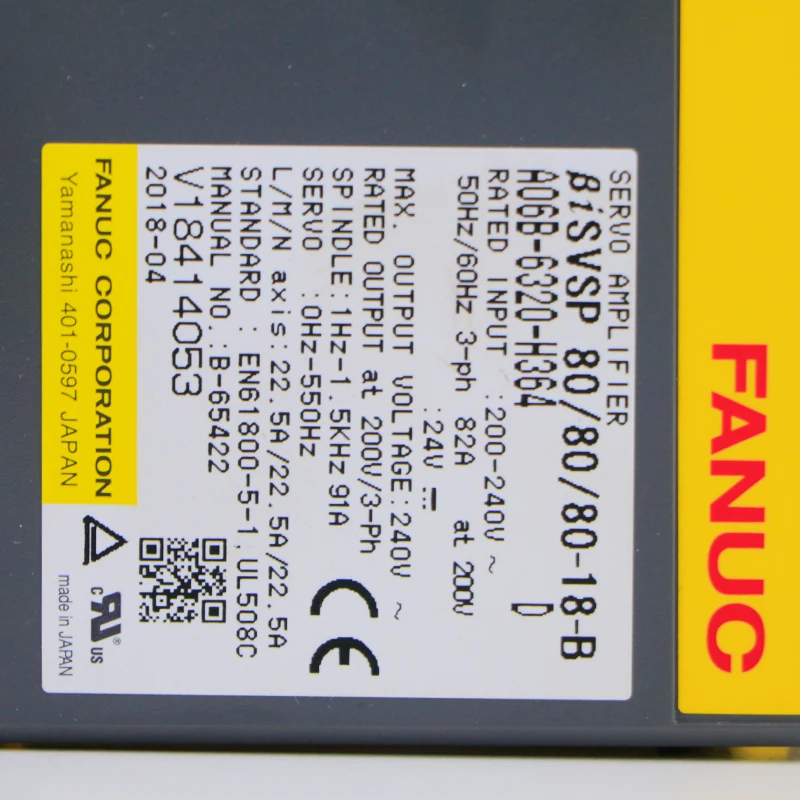 SERVO AMPLIFIER
βiSVSP 80/80/80-18-B
A06B-6320-H364 D
RATED INPUT :200-240V ~
50Hz/60Hz 3-ph 82A at 200V
:24V ⎓
MAX. OUTPUT VOLTAGE:240V ~
RATED OUTPUT at 200V/3-Ph
SPINDLE:1Hz-1.5KHz 91A
SERVO :0Hz-550Hz
L/M/N axis:22.5A/22.5A/22.5A
STANDARD : EN61800-5-1,UL508C
MANUAL NO.:B-65422
V18414053
2018-04
CE
FANUC CORPORATION
Yamanashi 401-0597 JAPAN
c UR ® US
made in JAPAN
FANUC